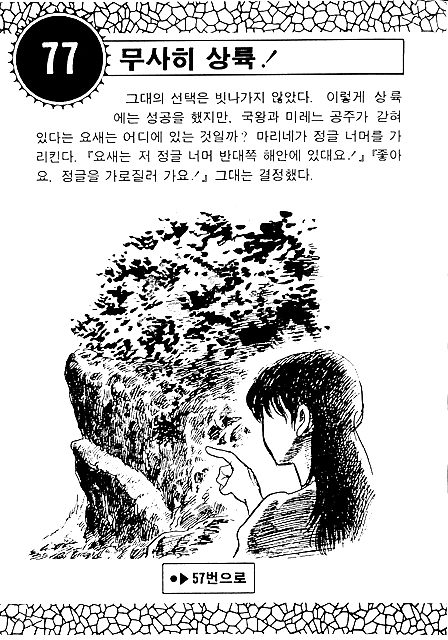 77
무사히 상륙!
그대의 선택은 빗나가지 않았다. 이렇게 상륙
에는 성공을 했지만, 국왕과 미레느 공주가 갇혀
있다는 요새는 어디에 있는 것일까? 마리네가 정글 너머를 가
리킨다. 『요새는 저 정글 너머 반대쪽 해안에 있대요!』『좋아
요, 정글을 가로질러 가요!』 그대는 결정했다.
●▶57번으로